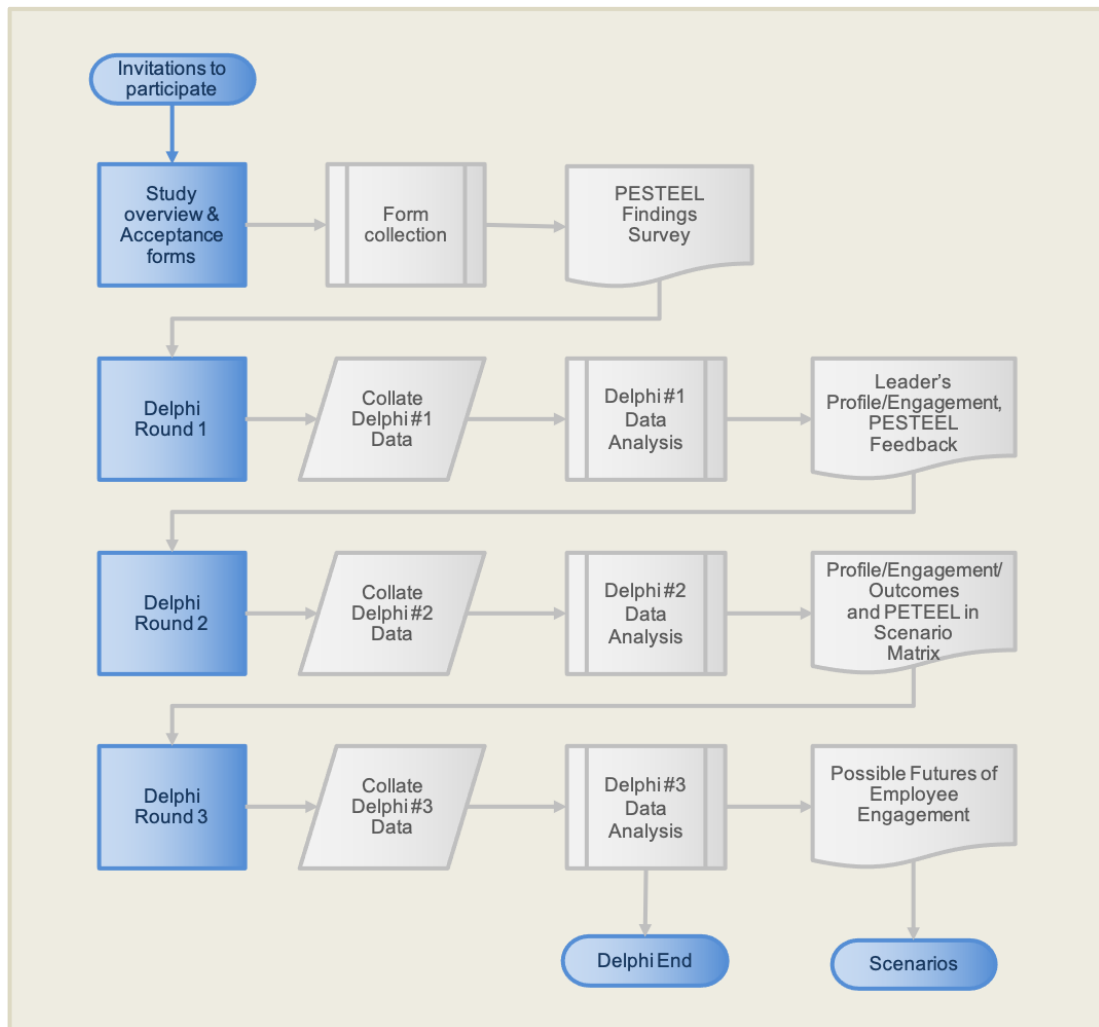 Invitations to
participate
Study
overview &
Acceptance
forms
Form
collection
PESTEEL
Findings
Survey
Delphi
Round 1
Collate
Delphi #1
Data
Delphi #1
Data
Analysis
Leader’s
Profile/Engagement,
PESTEEL
Feedback
Delphi
Round 2
Collate
Delphi #2
Data
Delphi #2
Data
Analysis
Profile/Engagement/
Outcomes
and PETEEL in
Scenario
Matrix
Delphi
Round 3
Collate
Delphi #3
Data
Delphi #3
Data
Analysis
Possible Futures of
Employee
Engagement
Delphi End
Scenarios